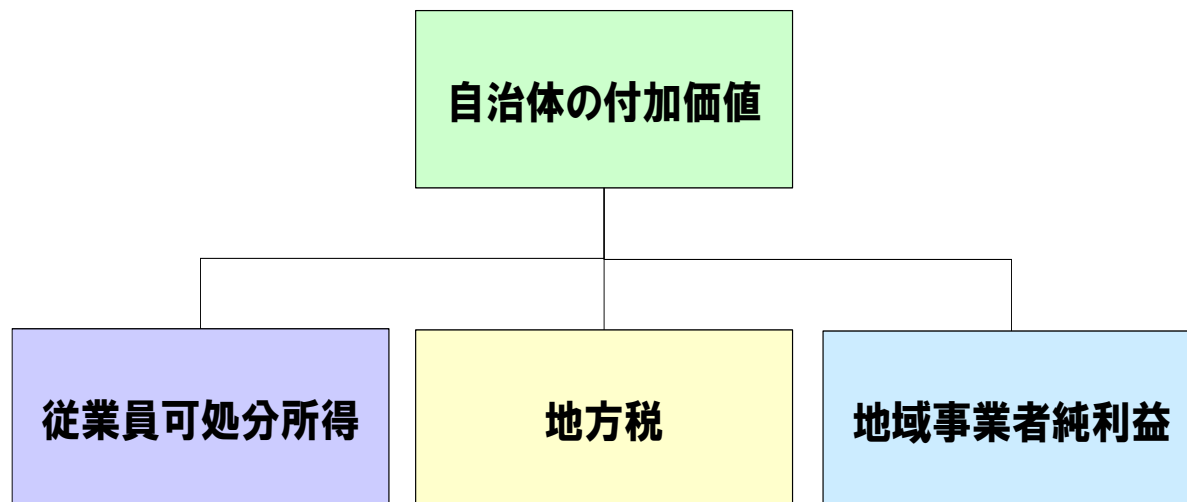 自治体の付加価値
従業員可処分所得
地方税
地域事業者純利益